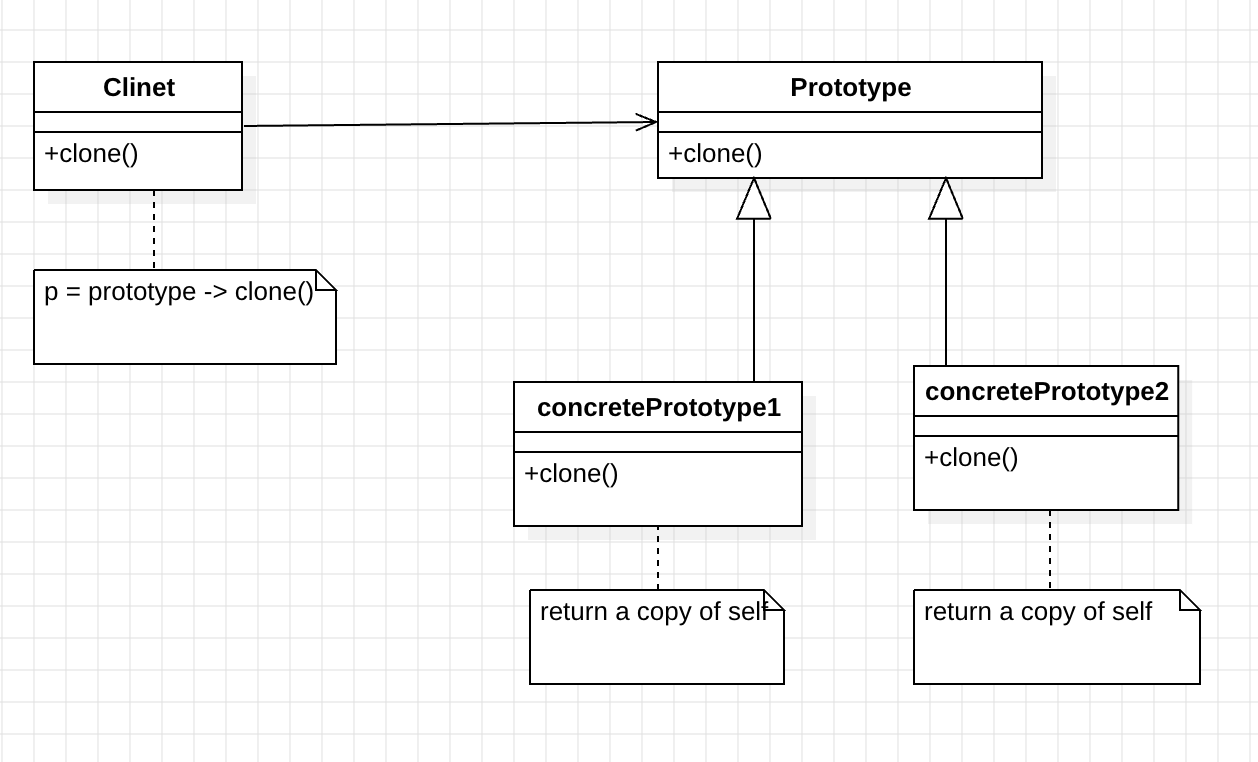 Clinet
+clone()
p = prototype -> clone()
Prototype
+clone()
concretePrototype1
+clone()
return a copy of self
concretePrototype2
+clone()
return a copy of self